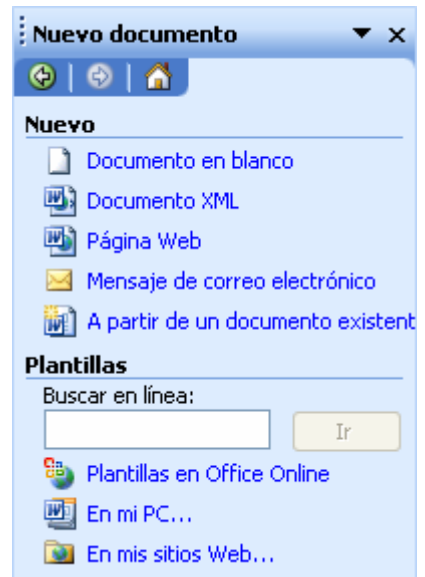 Nuevo documento
Nuevo
Documento en blanco
Documento XML
Página Web
Mensaje de correo electrónico
A partir de un documento existent
Plantillas
Buscar en línea:
Ir
Plantillas en Office Online
En mi PC...
En mis sitios Web...